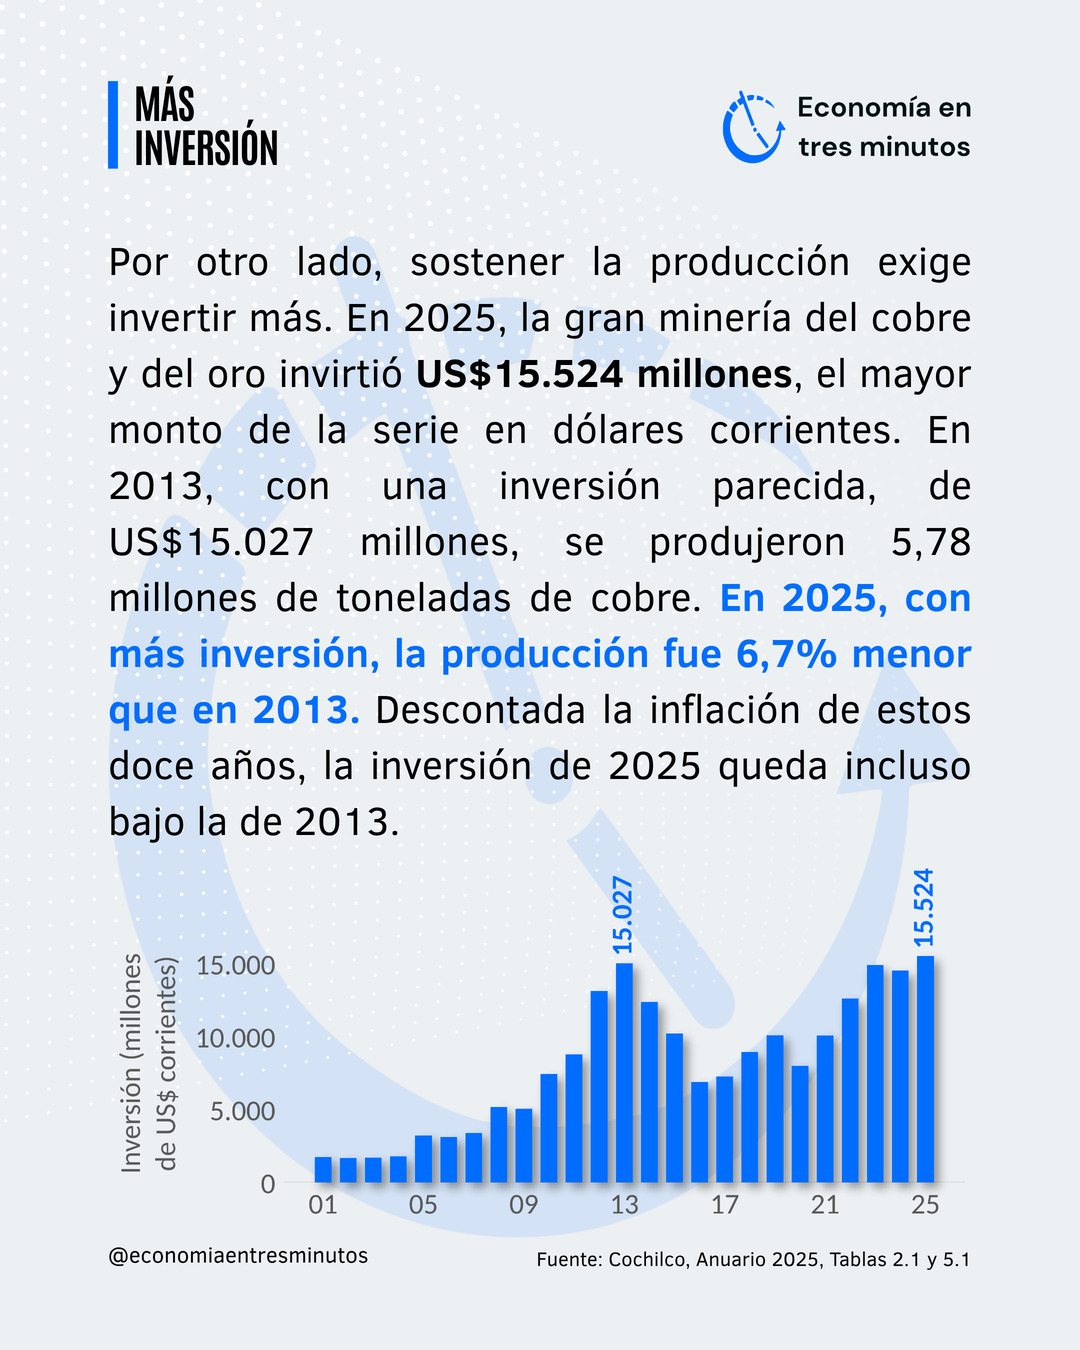 MÁS
INVERSIÓN
Economía en
tres minutos
Por otro lado, sostener la producción exige
invertir más. En 2025, la gran minería del cobre
y del oro invirtió US$15.524 millones, el mayor
monto de la serie en dólares corrientes. En
2013, con una inversión parecida, de
US$15.027 millones, se produjeron 5,78
millones de toneladas de cobre. En 2025, con
más inversión, la producción fue 6,7% menor
que en 2013. Descontada la inflación de estos
doce años, la inversión de 2025 queda incluso
bajo la de 2013.
Inversión (millones
de US$ corrientes)
15.000
10.000
5.000
0
15.027
15.524
01 05 09 13 17 21 25
@economiaentresminutos
Fuente: Cochilco, Anuario 2025, Tablas 2.1 y 5.1